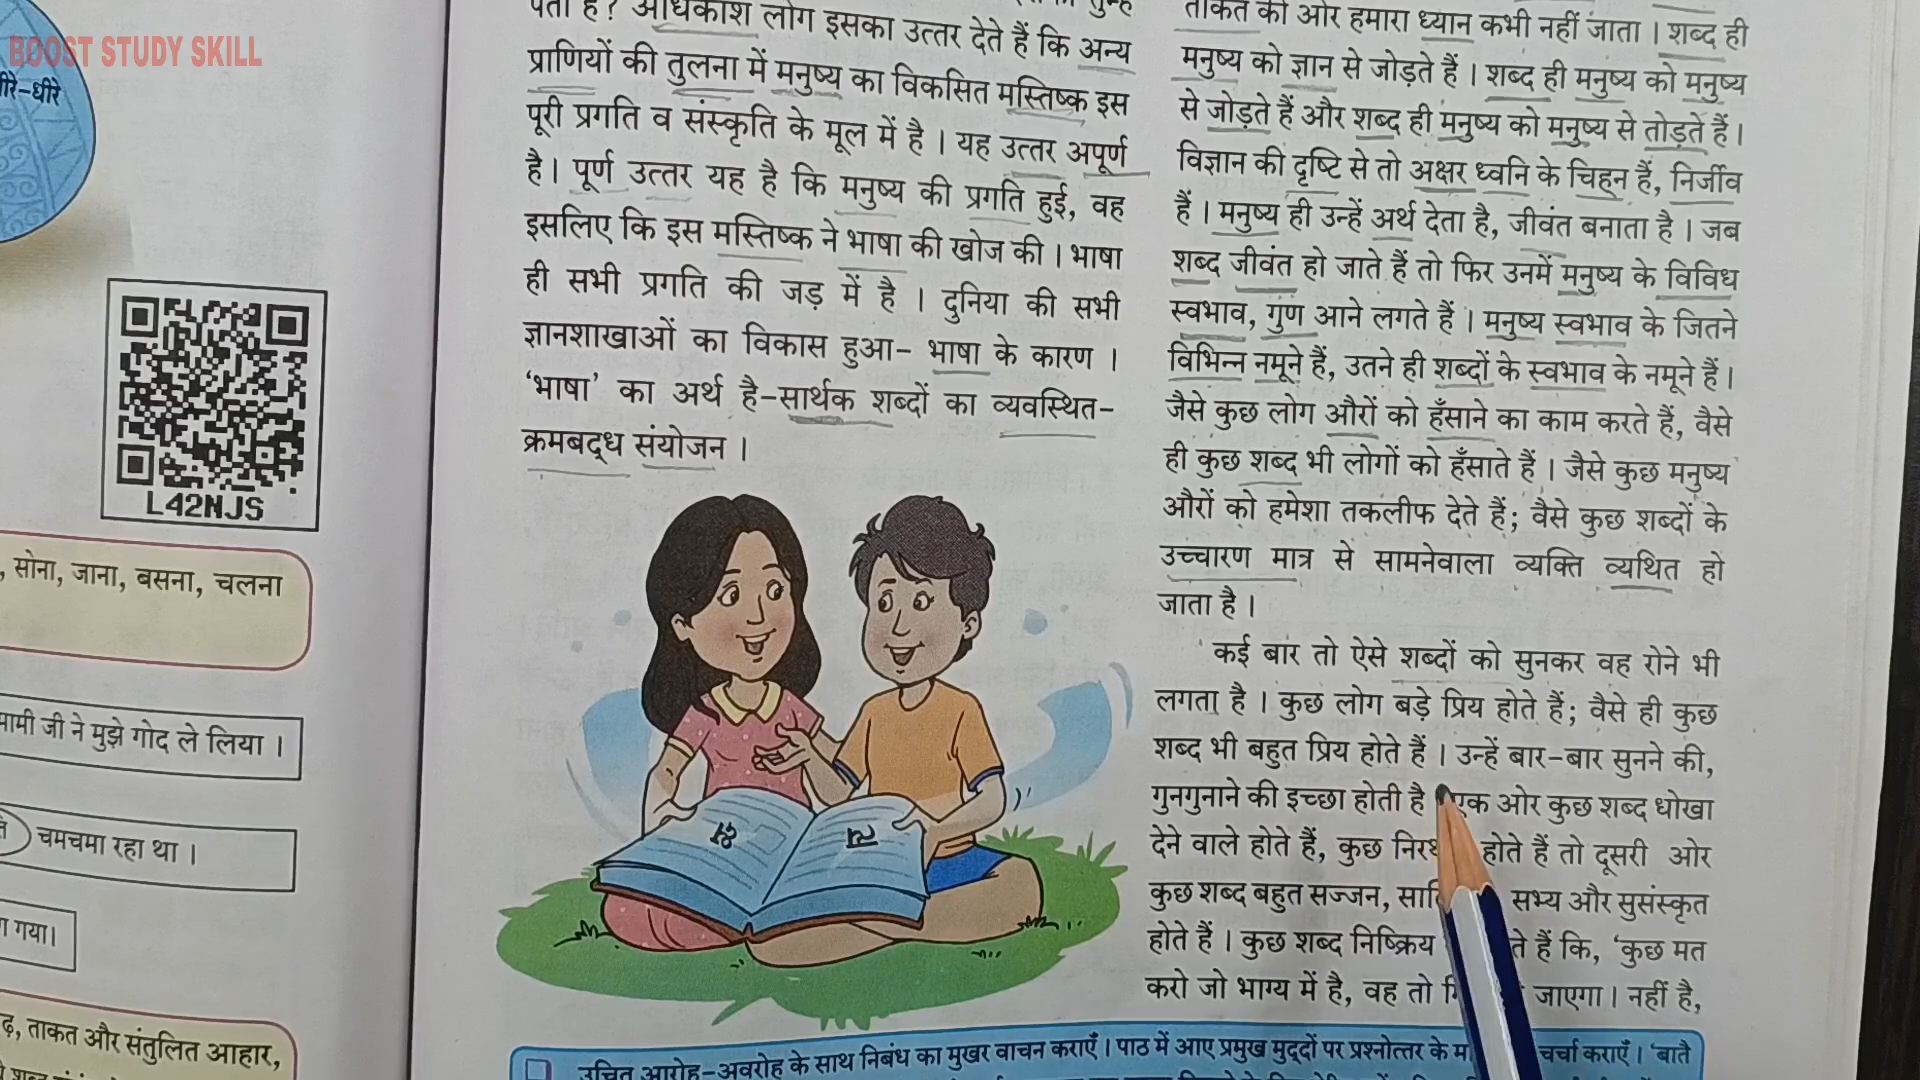 BOOST STUDY SKILL
रे-धीरे
L42NJS
सोना, जाना, बसना, चलना
मामी जी ने मुझे गोद ले लिया ।
चमचमा रहा था ।
गया।
ताकत और संतुलित आहार,
पता है? अधिकांश लोग इसका उत्तर देते हैं कि अन्य
प्राणियों की तुलना में मनुष्य का विकसित मस्तिष्क इस
पूरी प्रगति व संस्कृति के मूल में है । यह उत्तर अपूर्ण
है। पूर्ण उत्तर यह है कि मनुष्य की प्रगति हुई, वह
इसलिए कि इस मस्तिष्क ने भाषा की खोज की । भाषा
ही सभी प्रगति की जड़ में है । दुनिया की सभी
ज्ञानशाखाओं का विकास हुआ- भाषा के कारण ।
‘भाषा’ का अर्थ है-सार्थक शब्दों का व्यवस्थित-
क्रमबद्ध संयोजन ।
क्ष
त्य
ताकत की ओर हमारा ध्यान कभी नहीं जाता । शब्द ही
मनुष्य को ज्ञान से जोड़ते हैं । शब्द ही मनुष्य को मनुष्य
से जोड़ते हैं और शब्द ही मनुष्य को मनुष्य से तोड़ते हैं।
विज्ञान की दृष्टि से तो अक्षर ध्वनि के चिह्न हैं, निर्जीव
हैं । मनुष्य ही उन्हें अर्थ देता है, जीवंत बनाता है । जब
शब्द जीवंत हो जाते हैं तो फिर उनमें मनुष्य के विविध
स्वभाव, गुण आने लगते हैं । मनुष्य स्वभाव के जितने
विभिन्न नमूने हैं, उतने ही शब्दों के स्वभाव के नमूने हैं।
जैसे कुछ लोग औरों को हँसाने का काम करते हैं, वैसे
ही कुछ शब्द भी लोगों को हँसाते हैं । जैसे कुछ मनुष्य
औरों को हमेशा तकलीफ देते हैं; वैसे कुछ शब्दों के
उच्चारण मात्र से सामनेवाला व्यक्ति व्यथित हो
जाता है ।
कई बार तो ऐसे शब्दों को सुनकर वह रोने भी
लगता है । कुछ लोग बड़े प्रिय होते हैं; वैसे ही कुछ
शब्द भी बहुत प्रिय होते हैं । उन्हें बार-बार सुनने की,
गुनगुनाने की इच्छा होती है एक ओर कुछ शब्द धोखा
देने वाले होते हैं, कुछ होते हैं तो दूसरी ओर
कुछ शब्द बहुत सज्जन, सभ्य और सुसंस्कृत
होते हैं । कुछ शब्द निष्क्रिय हैं कि, ‘कुछ मत
करो जो भाग्य में है, वह तो जाएगा । नहीं है,
उचित आरोह-अवरोह के साथ निबंध का मुखर वाचन कराएँ । पाठ में आए प्रमुख मुद्दों पर प्रश्नोत्तर के चर्चा कराएँ ।